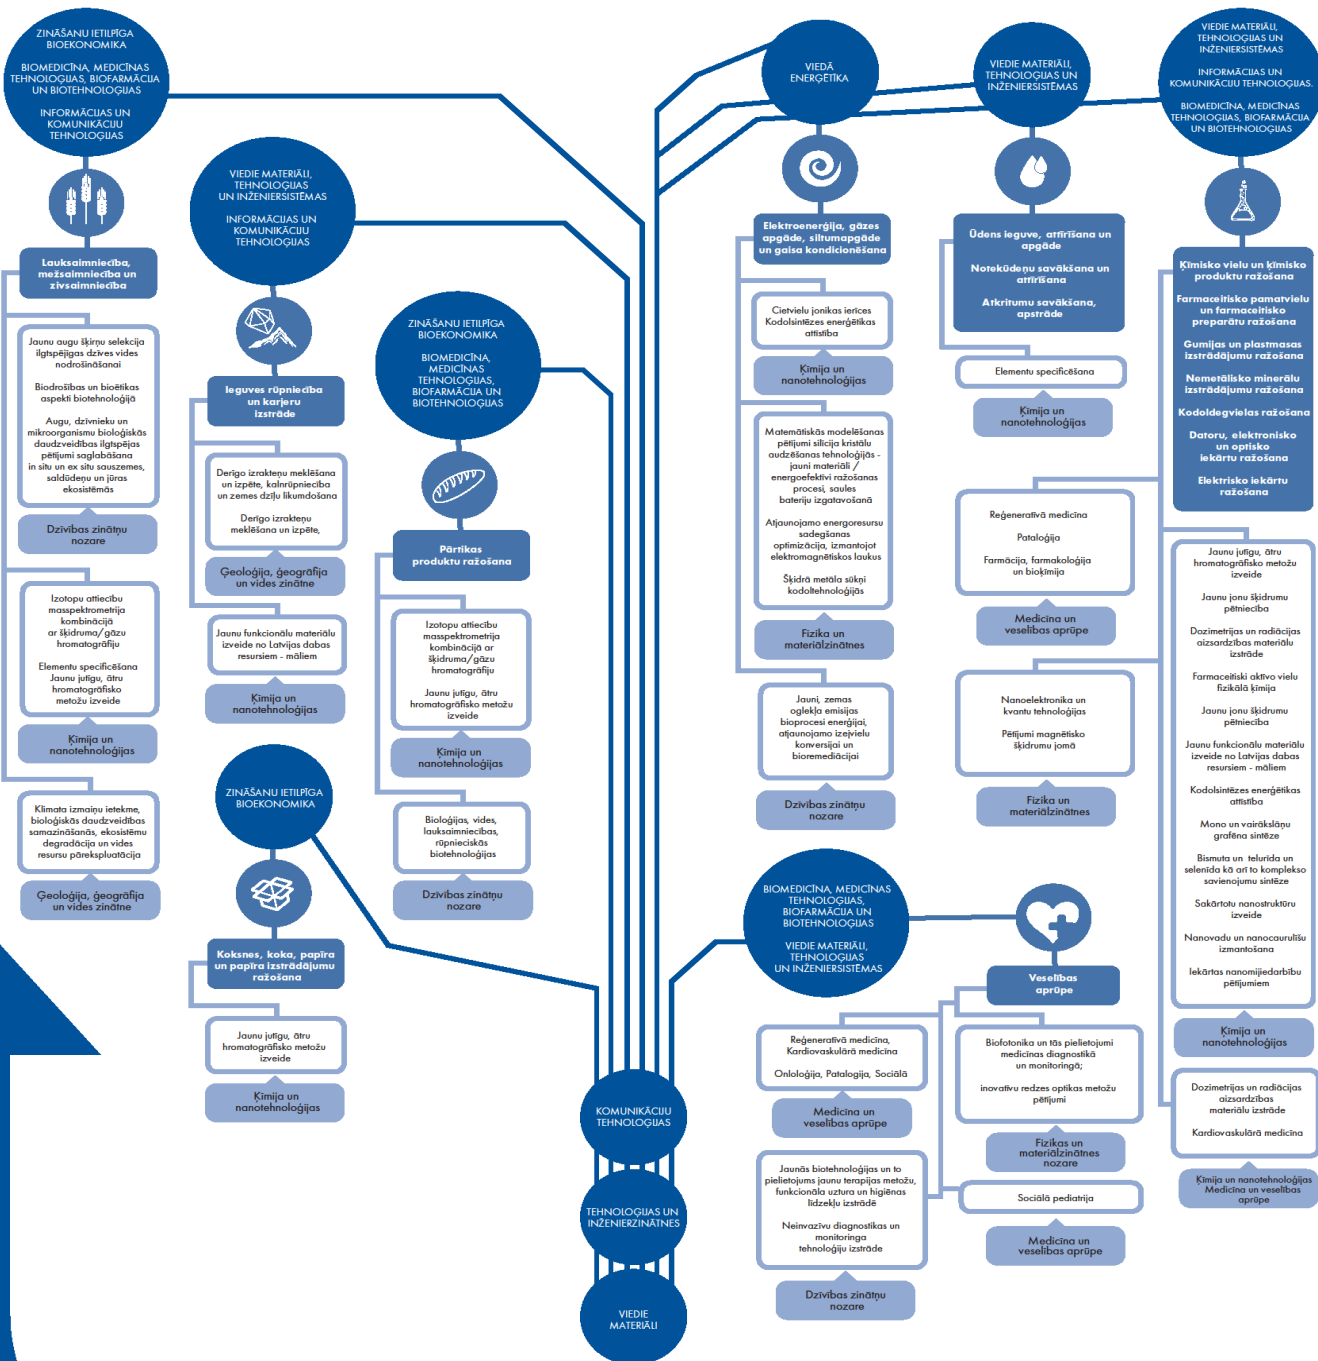 ZINĀŠANU IETILPĪGA
BIOEKONOMIKA
BIOMEDICĪNA, MEDICĪNAS
TEHNOLOĢIJAS, BIOFARMĀCIJA
UN BIOTEHNOLOĢIJAS
INFORMĀCIJAS UN
KOMUNIKĀCIJU
TEHNOLOĢIJAS
Lauksaimniecība,
mežsaimniecība un
zivsaimniecība
Jaunu augu šķirņu selekcija
ilgtspējīgas dzīves vides
nodrošināšanai
Biodrošības un bioētikas
aspekti biotehnoloģijā
Augu, dzīvnieku un
mikroorganismu bioloģiskās
daudzveidības ilgtspējas
pētījumi saglabāšana
in situ un ex situ sauszemes,
saldūdeņu un jūras
ekosistēmās
Dzīvības zinātņu
nozare
Izotopu attiecību
masspektrometrija
kombinācijā
ar šķidruma/gāzu
hromatogrāfiju
Elementu specificēšana
Jaunu jutīgu, ātru
hromatogrāfisko
metožu izveide
Ķīmija un
nanotehnoloģijas
Klimata izmaiņu ietekme,
bioloģiskās daudzveidības
samazināšanās, ekosistēmu
degradācija un vides
resursu pārekspluatācija
Ģeoloģija, ģeogrāfija
un vides zinātne
VIEDIE MATERIĀLI,
TEHNOLOĢIJAS
UN INŽENIERSISTĒMAS
INFORMĀCIJAS UN
KOMUNIKĀCIJU
TEHNOLOĢIJAS
Ieguves rūpniecība
un karjeru
izstrāde
Derīgo izrakteņu meklēšana
un izpēte, kalnrūpniecība
un zemes dzīļu likumdošana
Derīgo izrakteņu
meklēšana un izpēte,
Ģeoloģija, ģeogrāfija
un vides zinātne
Jaunu funkcionālu materiālu
izveide no Latvijas dabas
resursiem - māliem
Ķīmija un
nanotehnoloģijas
ZINĀŠANU IETILPĪGA
BIOEKONOMIKA
Koksnes, koka, papīra
un papīra izstrādājumu
ražošana
Jaunu jutīgu, ātru
hromatogrāfisko metožu
izveide
Ķīmija un
nanotehnoloģijas
ZINĀŠANU IETILPĪGA
BIOEKONOMIKA
BIOMEDICĪNA,
MEDICĪNAS
TEHNOLOĢIJAS,
BIOFARMĀCIJA UN
BIOTEHNOLOĢIJAS
Pārtikas
produktu ražošana
Izotopu attiecību
masspektrometrija
kombinācijā ar
šķidruma/gāzu
hromatogrāfiju
Jaunu jutīgu, ātru
hromatogrāfisko metožu
izveide
Ķīmija un
nanotehnoloģijas
Bioloģijas, vides,
lauksaimniecības,
rūpnieciskās
biotehnoloģijas
Dzīvības zinātņu
nozare
VIEDĀ
ENERĢĒTIKA
Elektroenerģija, gāzes
apgāde, siltumapgāde
un gaisa kondicionēšana
Cietvielu jonikas ierīces
Kodolsintēzes enerģētikas
attīstība
Ķīmija un
nanotehnoloģijas
Matemātiskās modelēšanas
pētījumi silīcija kristālu
audzēšanas tehnoloģijās -
jauni materiāli /
energoefektīvi ražošanas
procesi, saules
bateriju izgatavošanā
Atjaunojamo energoresursu
sadegšanas
optimizācija, izmantojot
elektromagnētiskos laukus
Šķidrā metāla sūkņi
kodoltehnoloģijās
Fizika un
materiālzinātnes
Jauni, zemas
oglekļa emisijas
bioprocesi enerģijai,
atjaunojamo izejvielu
konversijai un
bioremediācijai
Dzīvības zinātņu
nozare
VIEDIE MATERIĀLI,
TEHNOLOĢIJAS UN
INŽENIERSISTĒMAS
Ūdens ieguve, attīrīšana un
apgāde
Notekūdeņu savākšana un
attīrīšana
Atkritumu savākšana,
apstrāde
Elementu specificēšana
Ķīmija un
nanotehnoloģijas
VIEDIE MATERIĀLI,
TEHNOLOĢIJAS UN
INŽENIERSISTĒMAS
INFORMĀCIJAS UN
KOMUNIKĀCIJU TEHNOLOĢIJAS.
BIOMEDICĪNA, MEDICĪNAS
TEHNOLOĢIJAS, BIOFARMĀCIJA
UN BIOTEHNOLOĢIJAS
Ķīmisko vielu un ķīmisko
produktu ražošana
Farmaceitisko pamatvielu
un farmaceitisko
preparātu ražošana
Gumijas un plastmasas
izstrādājumu ražošana
Nemetālisko minerālu
izstrādājumu ražošana
Kodoldegvielas ražošana
Datoru, elektronisko
un optisko
iekārtu ražošana
Elektrisko iekārtu
ražošana
Reģeneratīvā medicīna
Pataloģija
Farmācija, farmakoloģija
un bioķīmija
Medicīna un
veselības aprūpe
Nanoelektronika un
kvantu tehnoloģijas
Pētījumi magnētisko
šķidrumu jomā
Fizika un
materiālzinātnes
Jaunu jutīgu, ātru
hromatogrāfisko metožu
izveide
Jaunu jonu šķidrumu
pētniecība
Dozimetrijas un radiācijas
aizsardzības materiālu
izstrāde
Farmaceitiski aktīvo vielu
fizikālā ķīmija
Jaunu jonu šķidrumu
pētniecība
Jaunu funkcionālu materiālu
izveide no Latvijas dabas
resursiem - māliem
Kodolsintēzes enerģētikas
attīstība
Mono un vairākslāņu
grafēna sintēze
Bismuta un telurīda un
selenīda kā arī to komplekso
savienojumu sintēze
Sakārtotu nanostruktūru
izveide
Nanovadu un nanocaurulīšu
izmantošana
Iekārtas nanomijiedarbību
pētījumiem
Ķīmija un
nanotehnoloģijas
Dozimetrijas un radiācijas
aizsardzības
materiālu izstrāde
Kardiovaskulārā medicīna
Ķīmija un nanotehnoloģijas
Medicīna un veselības
aprūpe
BIOMEDICĪNA, MEDICĪNAS
TEHNOLOĢIJAS,
BIOFARMĀCIJA UN
BIOTEHNOLOĢIJAS
VIEDIE MATERIĀLI,
TEHNOLOĢIJAS
UN INŽENIERSISTĒMAS
Veselības
aprūpe
Reģeneratīvā medicīna,
Kardiovaskulārā medicīna
Onloloģija, Patalogija, Sociālā
Medicīna un
veselības aprūpe
Biofotonika un tās pielietojumi
medicīnas diagnostikā
un monitoringā;
inovatīvu redzes optikas metožu
pētījumi
Fizikas un
materiālzinātnes
nozare
Jaunās biotehnoloģijas un to
pielietojums jaunu terapijas metožu,
funkcionāla uztura un higiēnas
līdzekļu izstrādē
Neinvazīvu diagnostikas un
monitoringa
tehnoloģiju izstrāde
Dzīvības zinātņu
nozare
Sociālā pediatrija
Medicīna un
veselības aprūpe
KOMUNIKĀCIJU
TEHNOLOĢIJAS
TEHNOLOĢIJAS UN
INŽENIERZINĀTNES
VIEDIE
MATERIĀLI